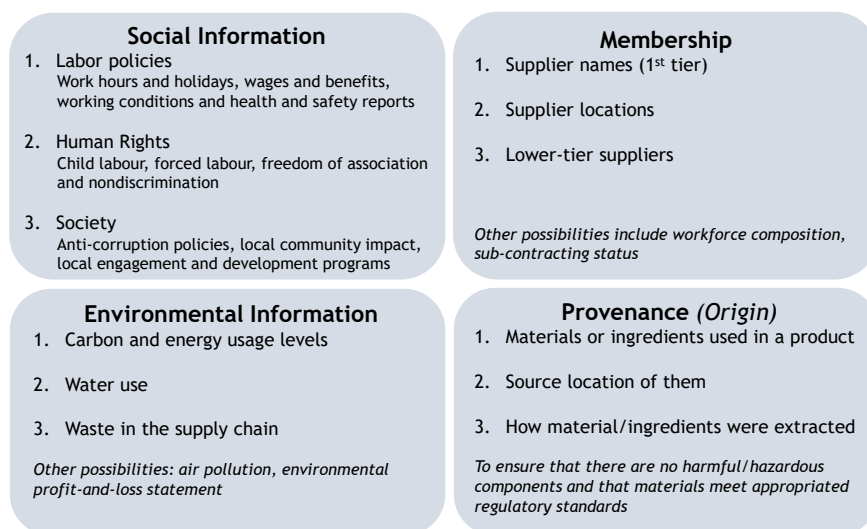 Social Information
1. Labor policies
Work hours and holidays, wages and benefits,
working conditions and health and safety reports
2. Human Rights
Child labour, forced labour, freedom of association
and nondiscrimination
3. Society
Anti-corruption policies, local community impact,
local engagement and development programs
Membership
1. Supplier names (1st tier)
2. Supplier locations
3. Lower-tier suppliers
Other possibilities include workforce composition,
sub-contracting status
Environmental Information
1. Carbon and energy usage levels
2. Water use
3. Waste in the supply chain
Other possibilities: air pollution, environmental
profit-and-loss statement
Provenance (Origin)
1. Materials or ingredients used in a product
2. Source location of them
3. How material/ingredients were extracted
To ensure that there are no harmful/hazardous
components and that materials meet appropriated
regulatory standards